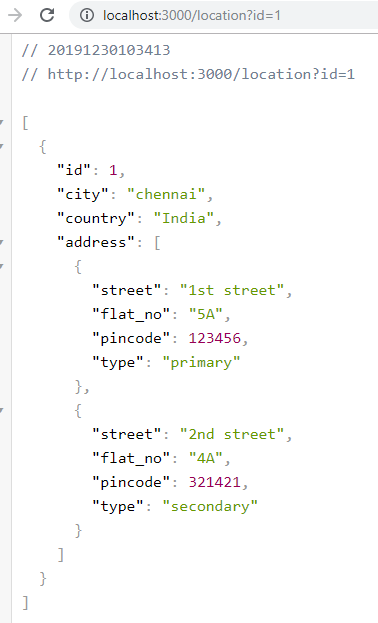 localhost:3000/location?id=1
// 20191230103413
// http://localhost:3000/location?id=1
[
{
"id": 1,
"city": "chennai",
"country": "India",
"address": [
{
"street": "1st street",
"flat_no": "5A",
"pincode": 123456,
"type": "primary"
},
{
"street": "2nd street",
"flat_no": "4A",
"pincode": 321421,
"type": "secondary"
}
]
}
]